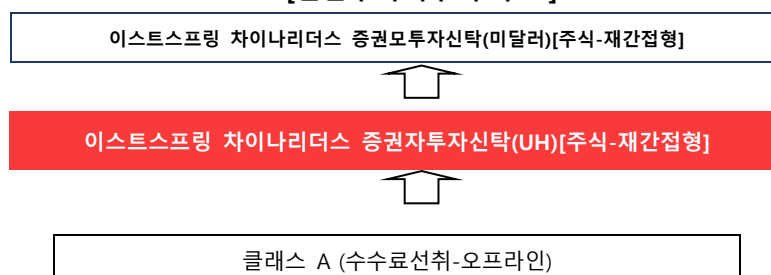 이스트스프링 차이나리더스 증권모투자신탁(미달러)[주식-재간접형]
이스트스프링 차이나리더스 증권자투자신탁(UH)[주식-재간접형]
클래스 A (수수료선취-오프라인)